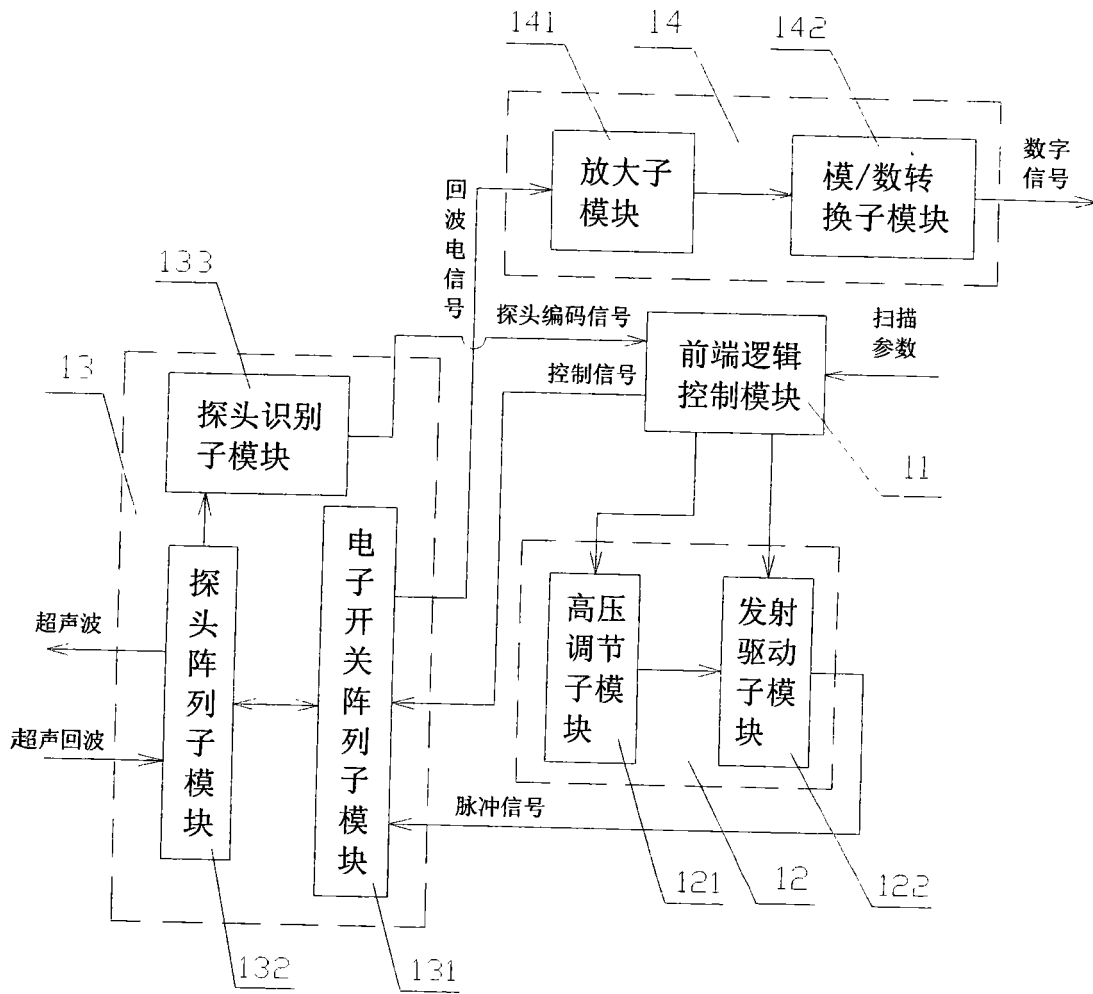 141
14
142
放大子
模块
模/数转
换子模块
数字
信号
回波电信号
133
探头编码信号
前端逻辑
控制模块
扫描
参数
控制信号
13
探头识别
子模块
11
电子开关阵列子模块
探头阵列子模块
超声波
超声回波
高压
调节
子模
块
发射
驱动
子模
块
脉冲信号
121
12
122
132
131